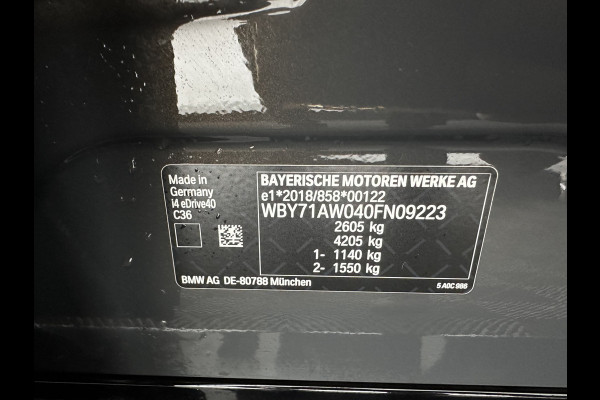 Made in
Germany
i4 eDrive40
C36
BAYERISCHE MOTOREN WERKE AG
e1*2018/858*00122
WBY71AW040FN09223
2605 kg
4205 kg
1- 1140 kg
2- 1550 kg
BMW AG DE-80788 München
5 A0C 986